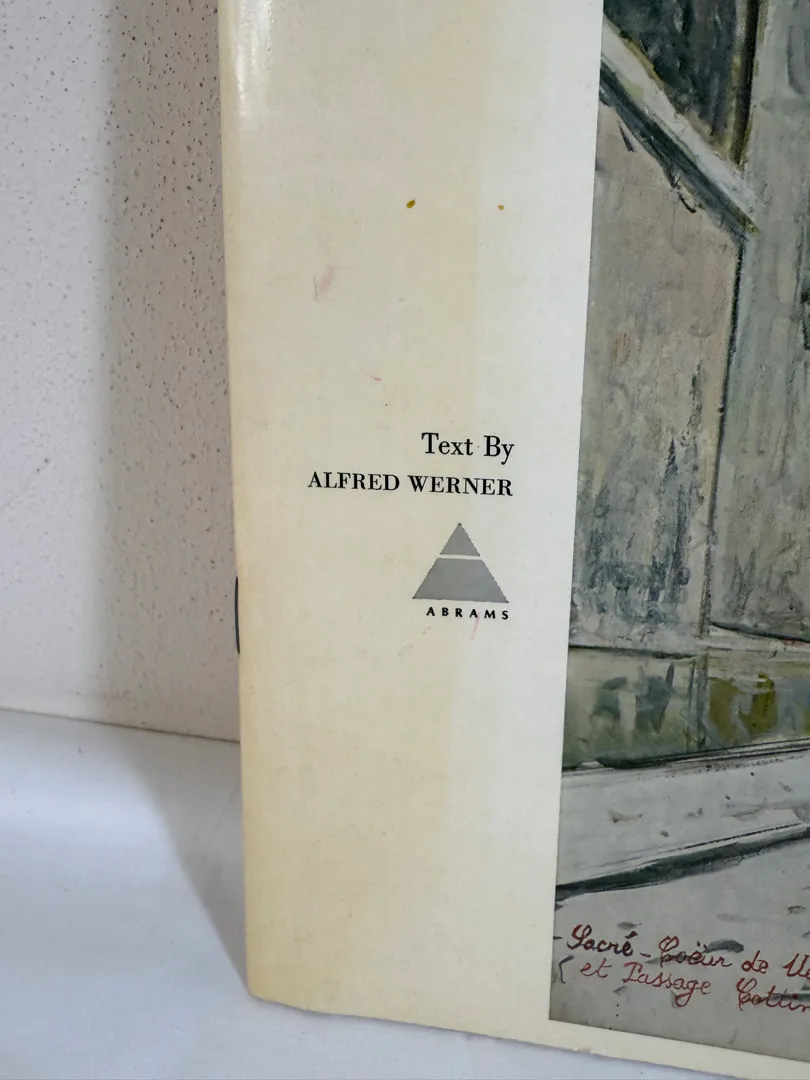 Text By
ALFRED WERNER
ABRAMS
Sacré-Coeur de
et Passage